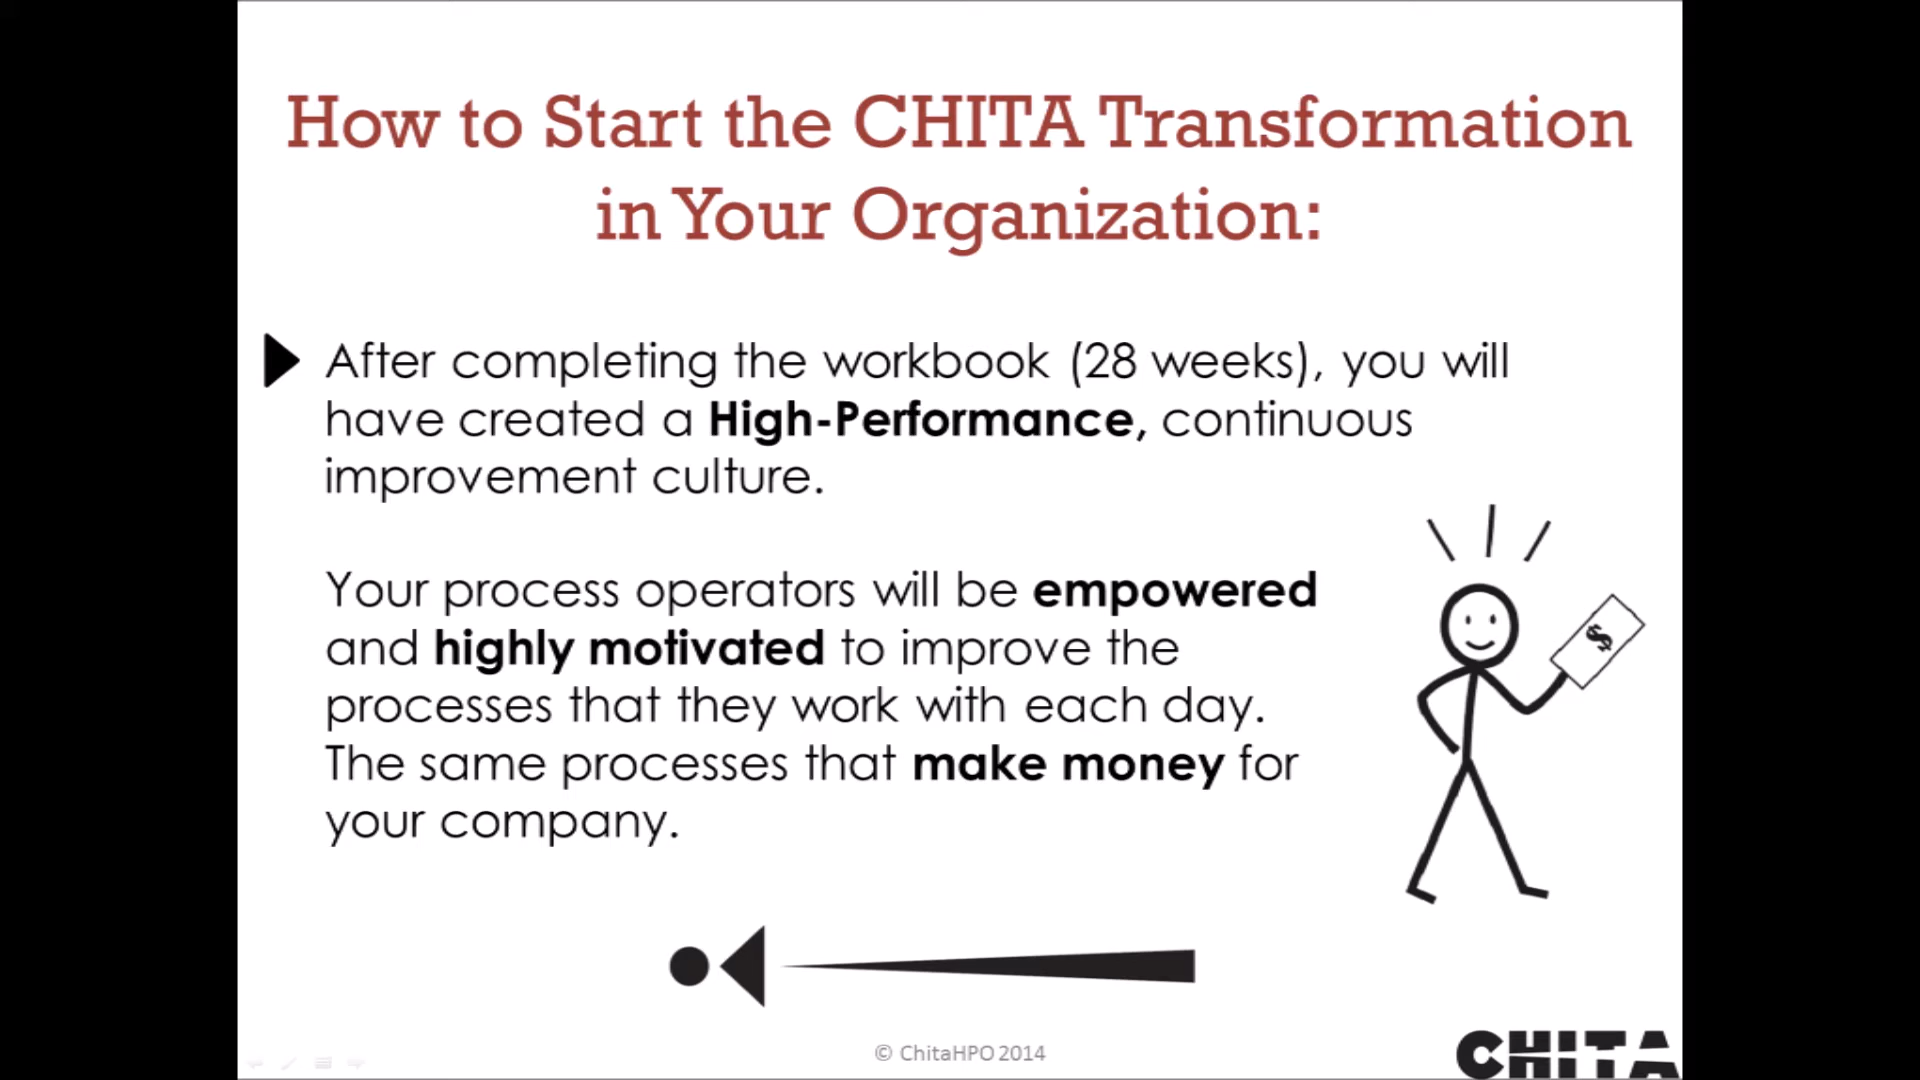 How to Start the CHITA Transformation
in Your Organization:
After completing the workbook (28 weeks), you will
have created a High-Performance, continuous
improvement culture.
Your process operators will be empowered
and highly motivated to improve the
processes that they work with each day.
The same processes that make money for
your company.
$
© ChitaHPO 2014
CHITA